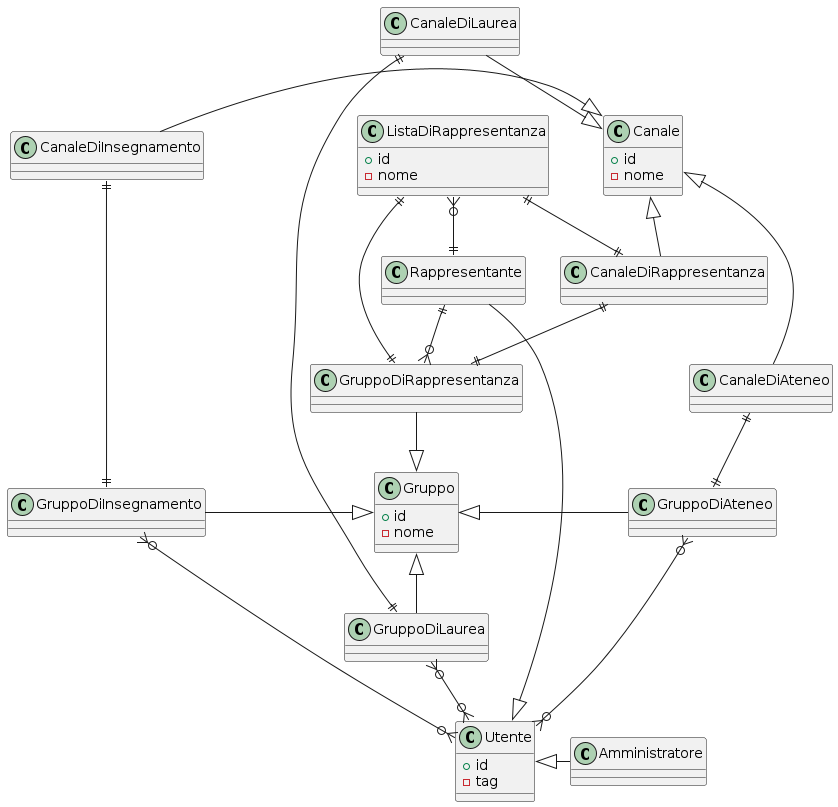 C CanaleDiLaurea
C ListaDiRappresentanza
id
nome
C Canale
id
nome
C CanaleDiInsegnamento
C Rappresentante
C CanaleDiRappresentanza
C GruppoDiRappresentanza
C CanaleDiAteneo
C Gruppo
id
nome
C GruppoDiInsegnamento
C GruppoDiAteneo
C GruppoDiLaurea
C Utente
id
tag
C Amministratore